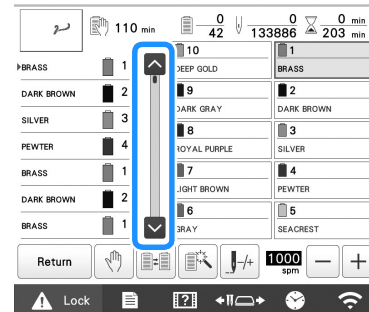 110 min
0 0 0 min
42 133886 203 min
BRASS 1
DARK BROWN 2
SILVER 3
PEWTER 4
BRASS 1
DARK BROWN 2
BRASS 1
10 1
DEEP GOLD BRASS
9 2
DARK GRAY DARK BROWN
8 3
ROYAL PURPLE SILVER
7 4
LIGHT BROWN PEWTER
6 5
GRAY SEACREST
Return -/+ 1000 spm − +
Lock ?